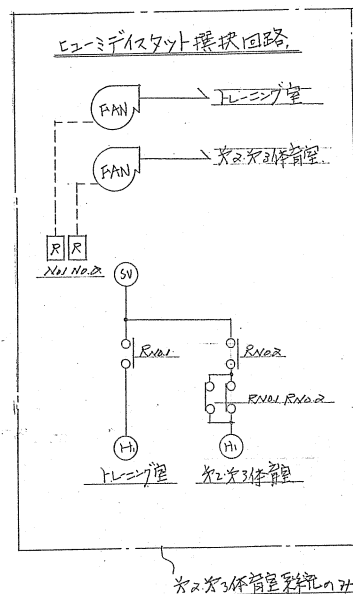 ヒューミディスタット選択回路.
FAN
トレーニング室
FAN
第2.第3体育室.
R R
No.1 No.2
SV
RNo.1
RNo.2
RNo.1 RNo.2
H1
H1
トレーニング室
第2.第3体育室
第2.第3体育室系統のみ